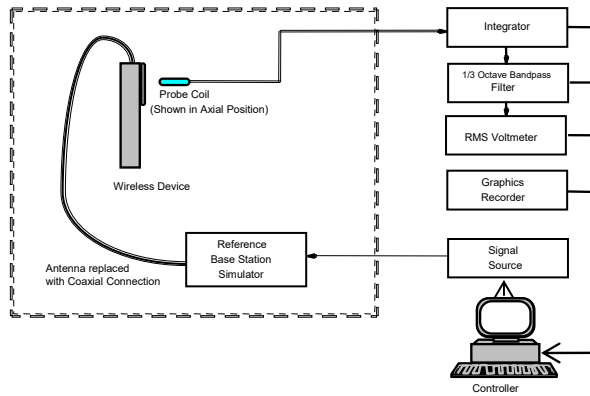 Integrator
1/3 Octave Bandpass
Filter
RMS Voltmeter
Graphics
Recorder
Probe Coil
(Shown in Axial Position)
Wireless Device
Reference
Base Station
Simulator
Antenna replaced
with Coaxial Connection
Signal
Source
Controller